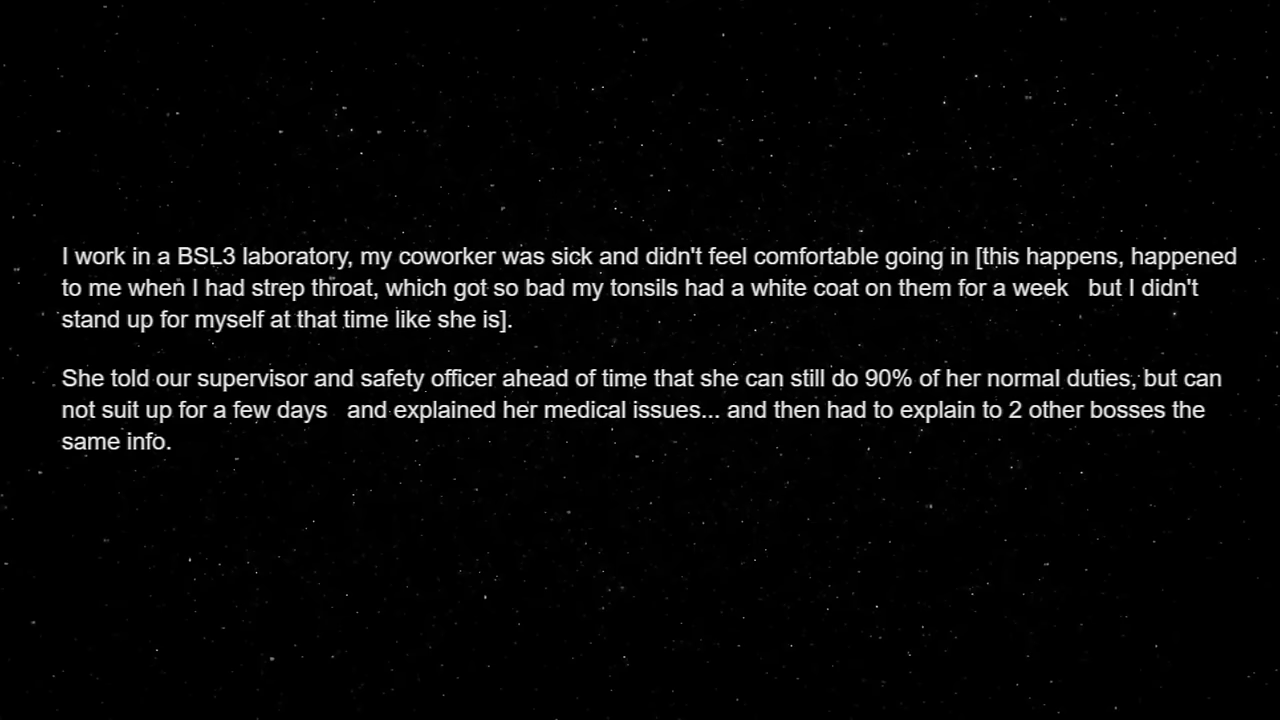 I work in a BSL3 laboratory, my coworker was sick and didn't feel comfortable going in [this happens, happened
to me when I had strep throat, which got so bad my tonsils had a white coat on them for a week   but I didn't
stand up for myself at that time like she is].
She told our supervisor and safety officer ahead of time that she can still do 90% of her normal duties, but can
not suit up for a few days   and explained her medical issues... and then had to explain to 2 other bosses the
same info.